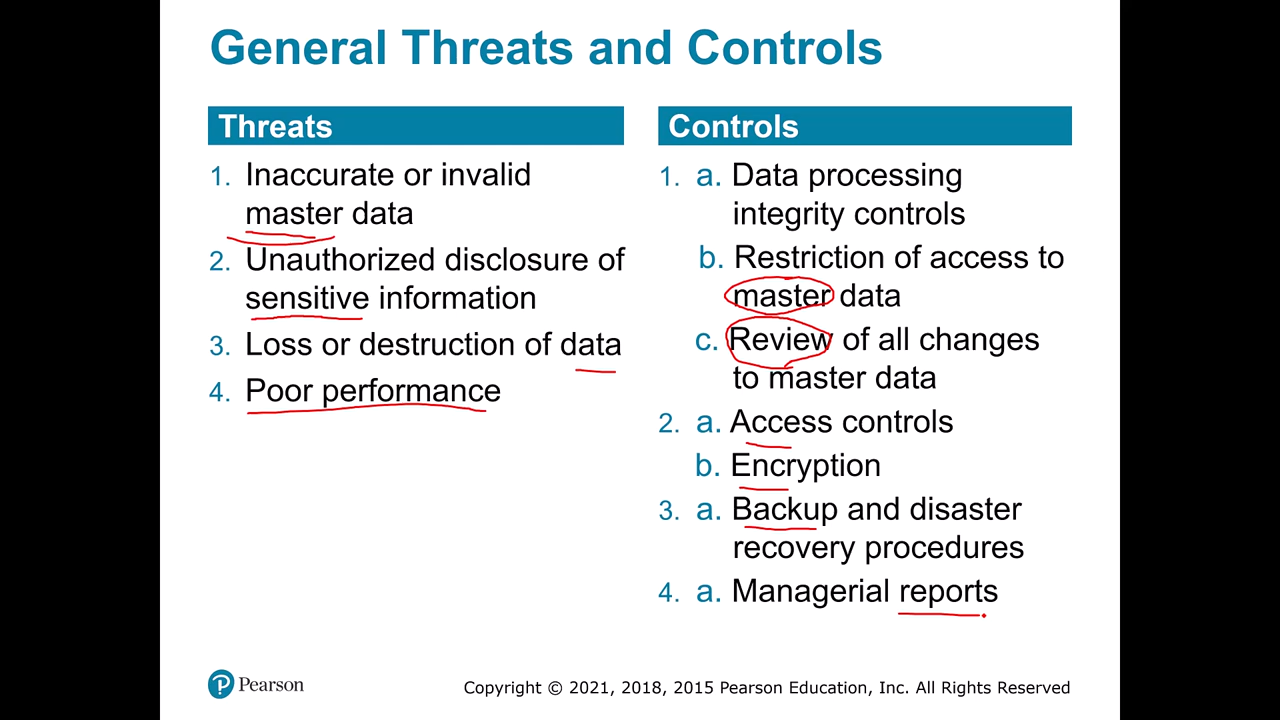 General Threats and Controls
Threats
1. Inaccurate or invalid
master data
2. Unauthorized disclosure of
sensitive information
3. Loss or destruction of data
4. Poor performance
Controls
1. a. Data processing
integrity controls
b. Restriction of access to
master data
c. Review of all changes
to master data
2. a. Access controls
b. Encryption
3. a. Backup and disaster
recovery procedures
4. a. Managerial reports
Pearson
Copyright © 2021, 2018, 2015 Pearson Education, Inc. All Rights Reserved